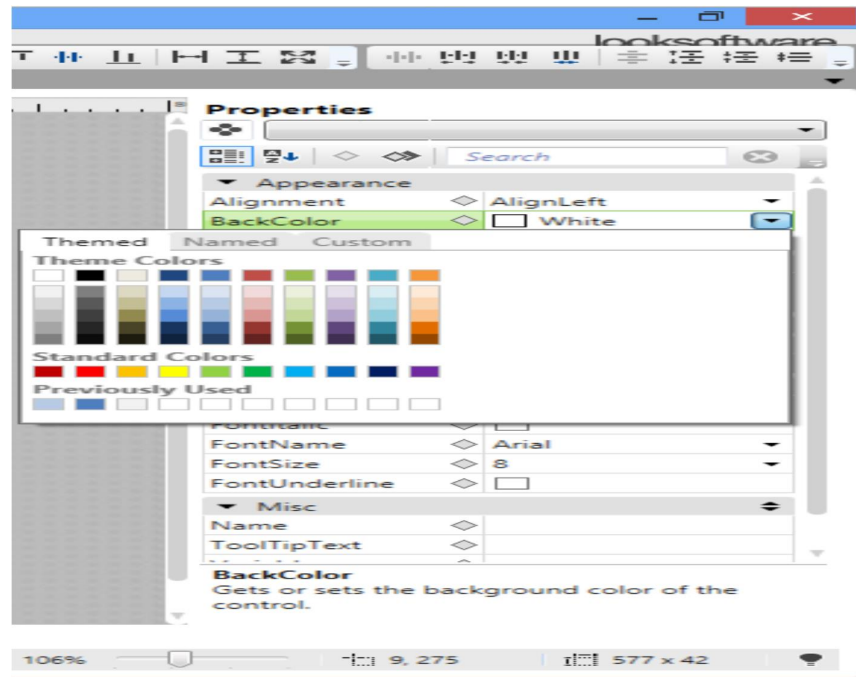 looksoftware
Properties
Search
Appearance
Alignment AlignLeft
BackColor White
Themed Named Custom
Theme Colors
Standard Colors
Previously Used
FontItalic
FontName Arial
FontSize 8
FontUnderline
Misc
Name
ToolTipText
BackColor
Gets or sets the background color of the
control.
106% 9, 275 577 x 42